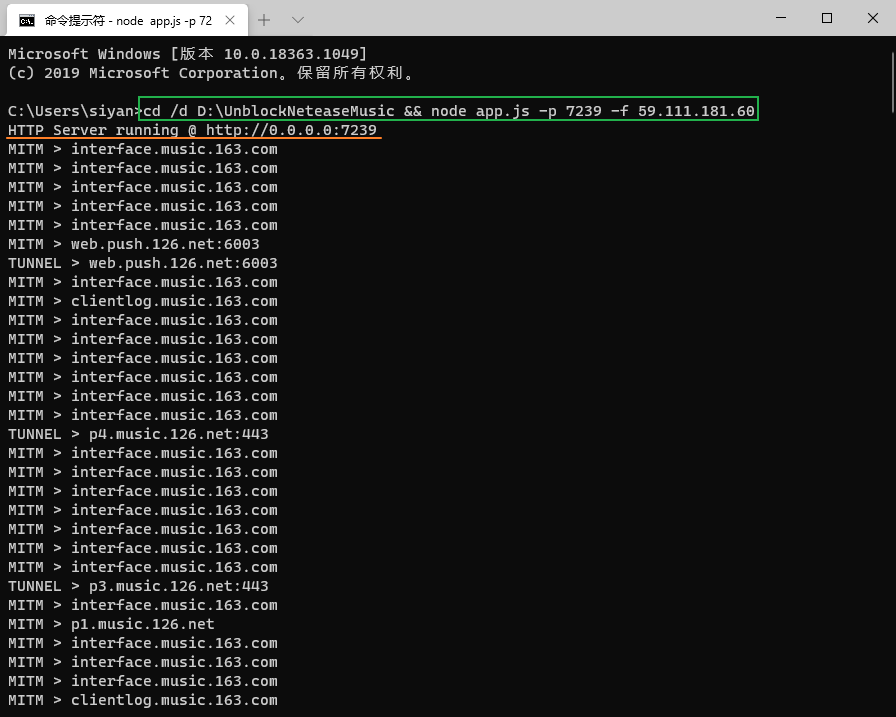 命令提示符 - node app.js -p 72
Microsoft Windows [版本 10.0.18363.1049]
(c) 2019 Microsoft Corporation。保留所有权利。
C:\Users\siyan>cd /d D:\UnblockNeteaseMusic && node app.js -p 7239 -f 59.111.181.60
HTTP Server running @ http://0.0.0.0:7239
MITM > interface.music.163.com
MITM > interface.music.163.com
MITM > interface.music.163.com
MITM > interface.music.163.com
MITM > interface.music.163.com
MITM > web.push.126.net:6003
TUNNEL > web.push.126.net:6003
MITM > interface.music.163.com
MITM > clientlog.music.163.com
MITM > interface.music.163.com
MITM > interface.music.163.com
MITM > interface.music.163.com
MITM > interface.music.163.com
MITM > interface.music.163.com
MITM > interface.music.163.com
TUNNEL > p4.music.126.net:443
MITM > interface.music.163.com
MITM > interface.music.163.com
MITM > interface.music.163.com
MITM > interface.music.163.com
MITM > interface.music.163.com
MITM > interface.music.163.com
MITM > interface.music.163.com
TUNNEL > p3.music.126.net:443
MITM > interface.music.163.com
MITM > p1.music.126.net
MITM > interface.music.163.com
MITM > interface.music.163.com
MITM > interface.music.163.com
MITM > clientlog.music.163.com